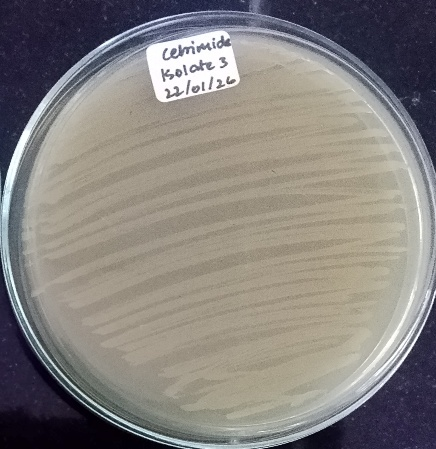 Cetrimide
Isolate 3
22/01/26